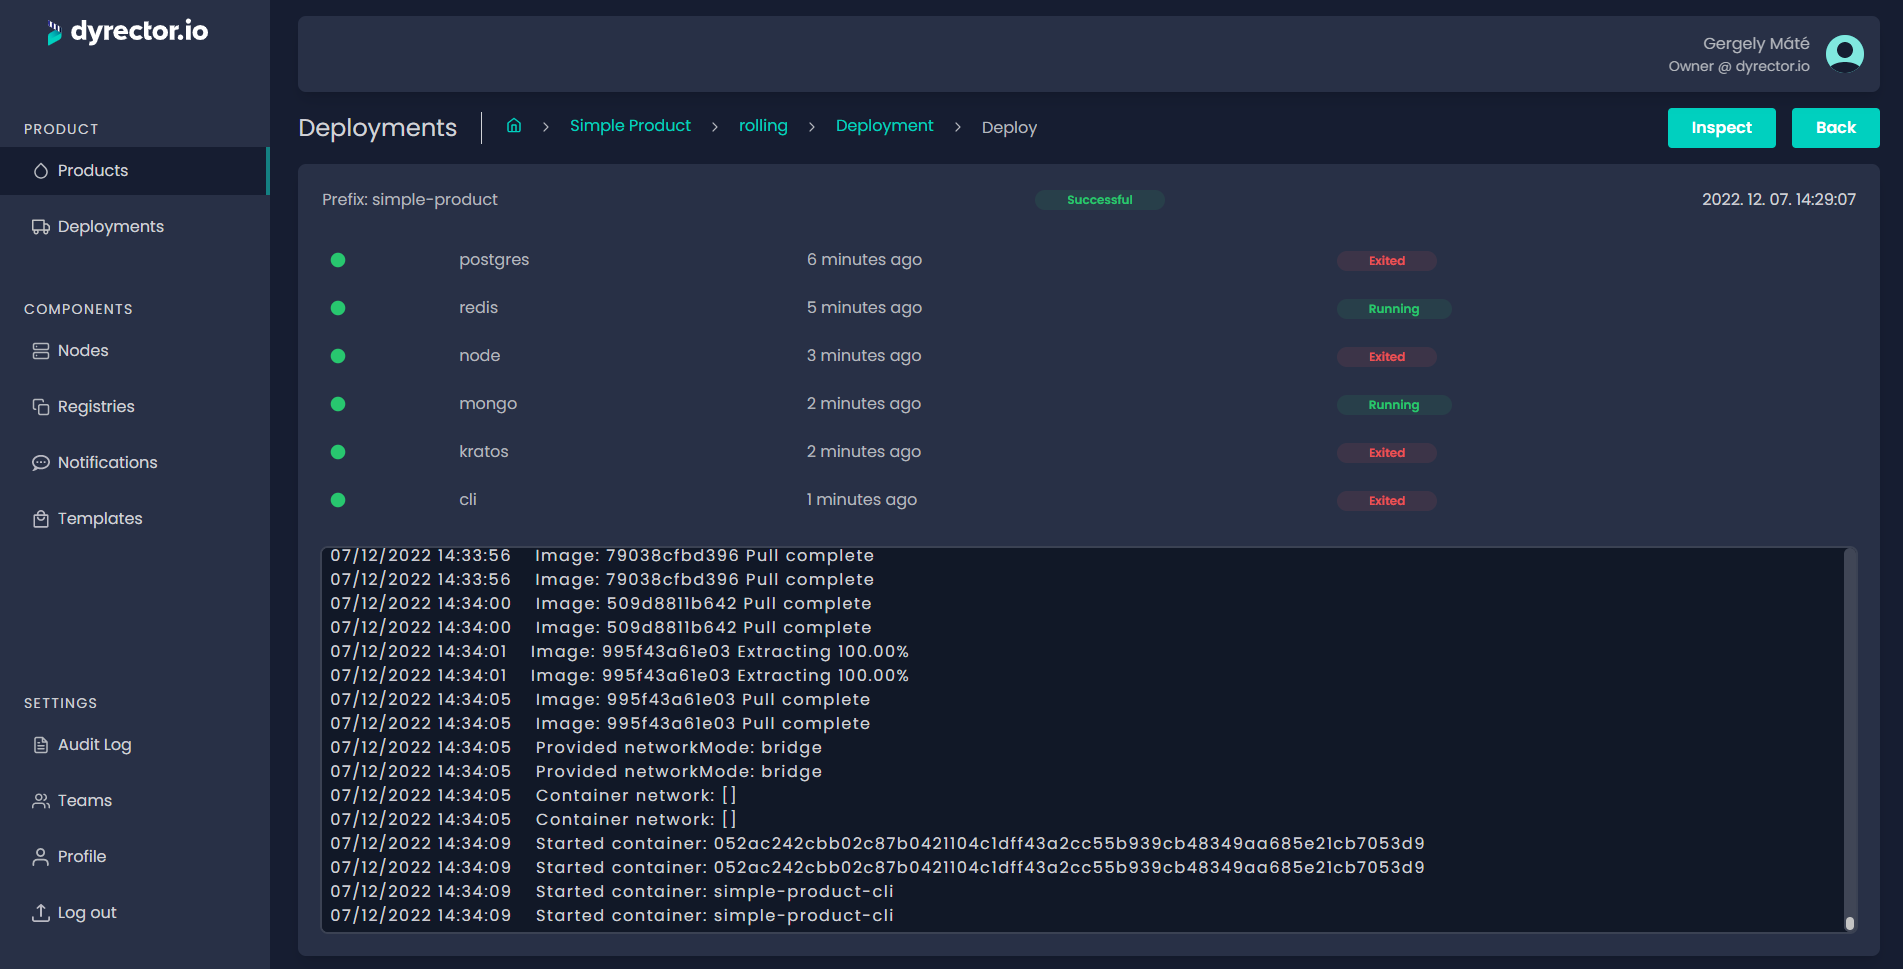 dyrector.io
PRODUCT
Products
Deployments
COMPONENTS
Nodes
Registries
Notifications
Templates
SETTINGS
Audit Log
Teams
Profile
Log out
Gergely Máté
Owner @ dyrector.io
Deployments
Simple Product > rolling > Deployment > Deploy
Inspect
Back
Prefix: simple-product Successful 2022. 12. 07. 14:29:07
postgres 6 minutes ago Exited
redis 5 minutes ago Running
node 3 minutes ago Exited
mongo 2 minutes ago Running
kratos 2 minutes ago Exited
cli 1 minutes ago Exited
07/12/2022 14:33:56 Image: 79038cfbd396 Pull complete
07/12/2022 14:33:56 Image: 79038cfbd396 Pull complete
07/12/2022 14:34:00 Image: 509d8811b642 Pull complete
07/12/2022 14:34:00 Image: 509d8811b642 Pull complete
07/12/2022 14:34:01 Image: 995f43a61e03 Extracting 100.00%
07/12/2022 14:34:01 Image: 995f43a61e03 Extracting 100.00%
07/12/2022 14:34:05 Image: 995f43a61e03 Pull complete
07/12/2022 14:34:05 Image: 995f43a61e03 Pull complete
07/12/2022 14:34:05 Provided networkMode: bridge
07/12/2022 14:34:05 Provided networkMode: bridge
07/12/2022 14:34:05 Container network: []
07/12/2022 14:34:05 Container network: []
07/12/2022 14:34:09 Started container: 052ac242cbb02c87b0421104c1dff43a2cc55b939cb48349aa685e21cb7053d9
07/12/2022 14:34:09 Started container: 052ac242cbb02c87b0421104c1dff43a2cc55b939cb48349aa685e21cb7053d9
07/12/2022 14:34:09 Started container: simple-product-cli
07/12/2022 14:34:09 Started container: simple-product-cli